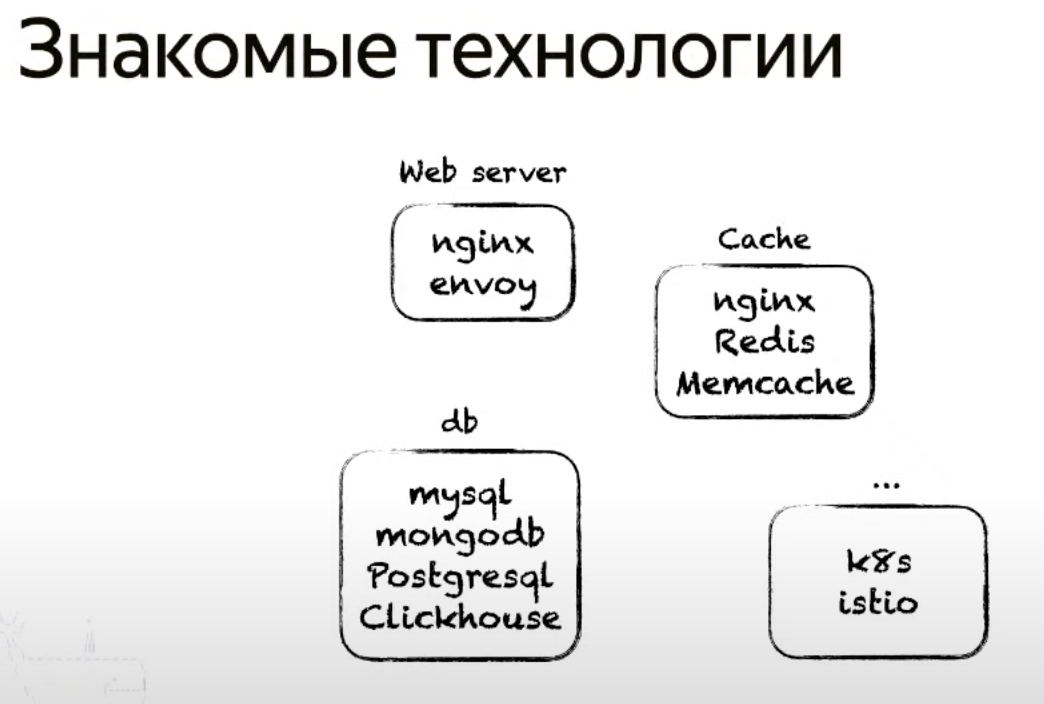 Знакомые технологии
Web server
nginx
envoy
Cache
nginx
Redis
Memcache
db
mysql
mongodb
Postgresql
Clickhouse
...
k8s
istio